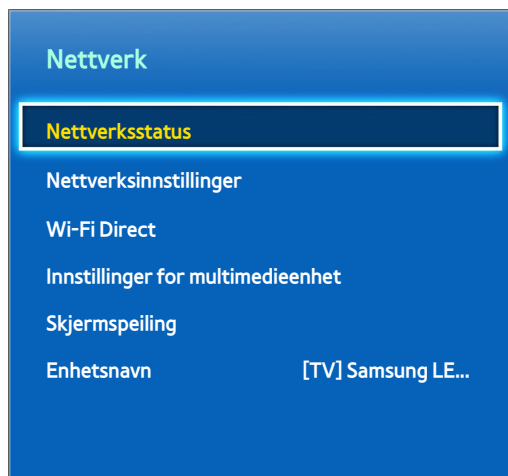 Nettverk
Nettverksstatus
Nettverksinnstillinger
Wi-Fi Direct
Innstillinger for multimedieenhet
Skjermspeiling
Enhetsnavn [TV] Samsung LE...